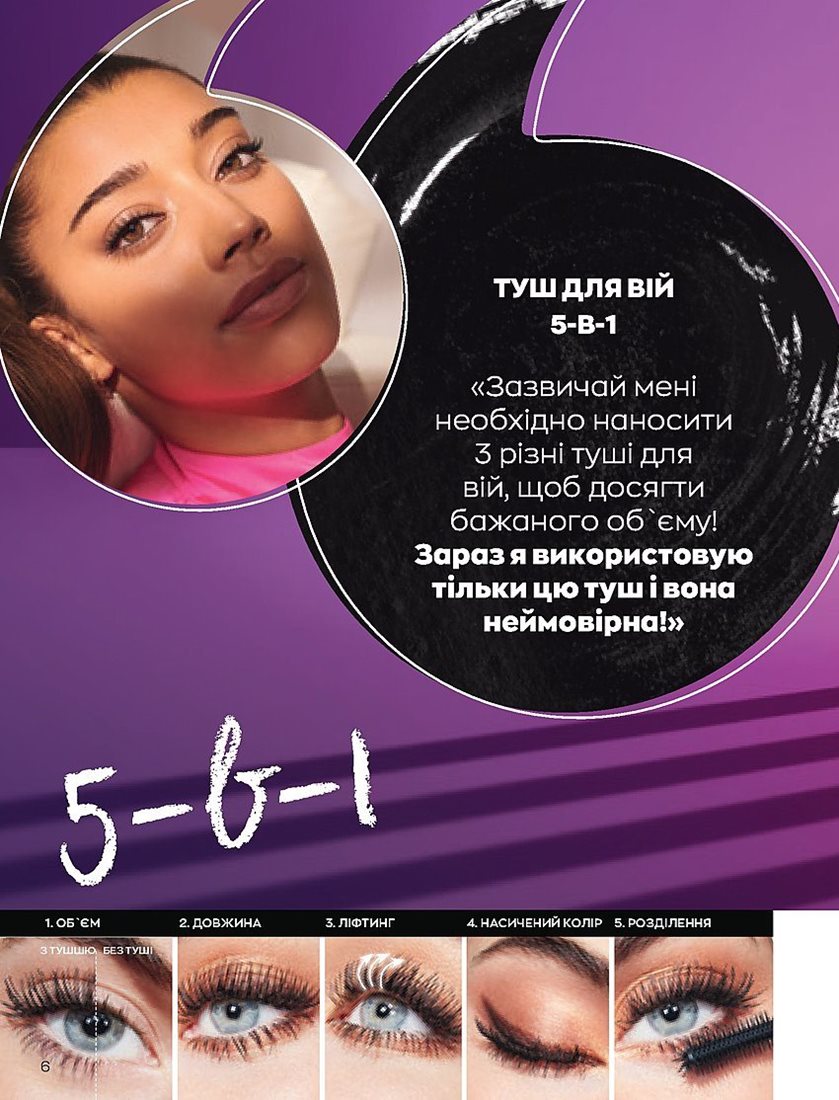 ТУШ ДЛЯ ВІЙ
5-В-1
«Зазвичай мені
необхідно наносити
3 різні туші для
вій, щоб досягти
бажаного об`єму!
Зараз я використовую
тільки цю туш і вона
неймовірна!»
5-в-1
1. ОБ`ЄМ
2. ДОВЖИНА
3. ЛІФТИНГ
4. НАСИЧЕНИЙ КОЛІР
5. РОЗДІЛЕННЯ
З ТУШШЮ
БЕЗ ТУШІ
6